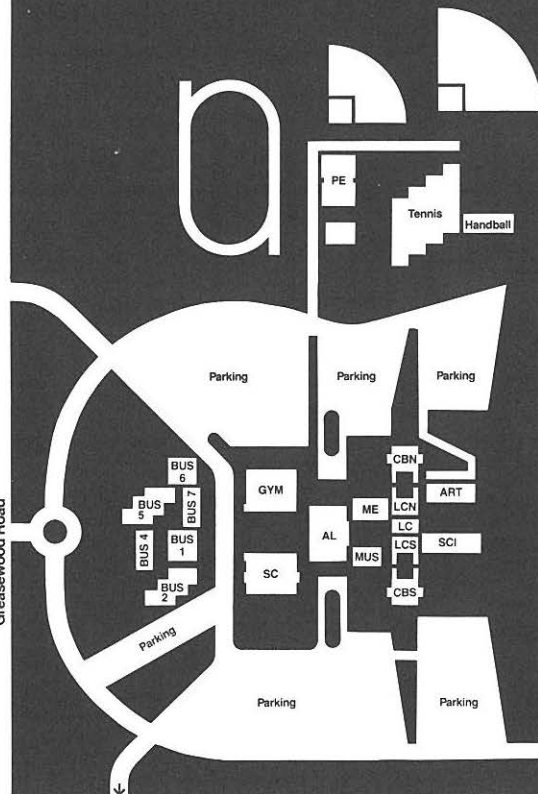 PE
Tennis
Handball
Parking
Parking
Parking
CBN
BUS
6
GYM
ART
BUS 7
BUS
5
ME
LCN
AL
LC
BUS 4
BUS
1
LCS
SCI
MUS
SC
BUS
2
CBS
Parking
Parking
Parking
Greasewood Road